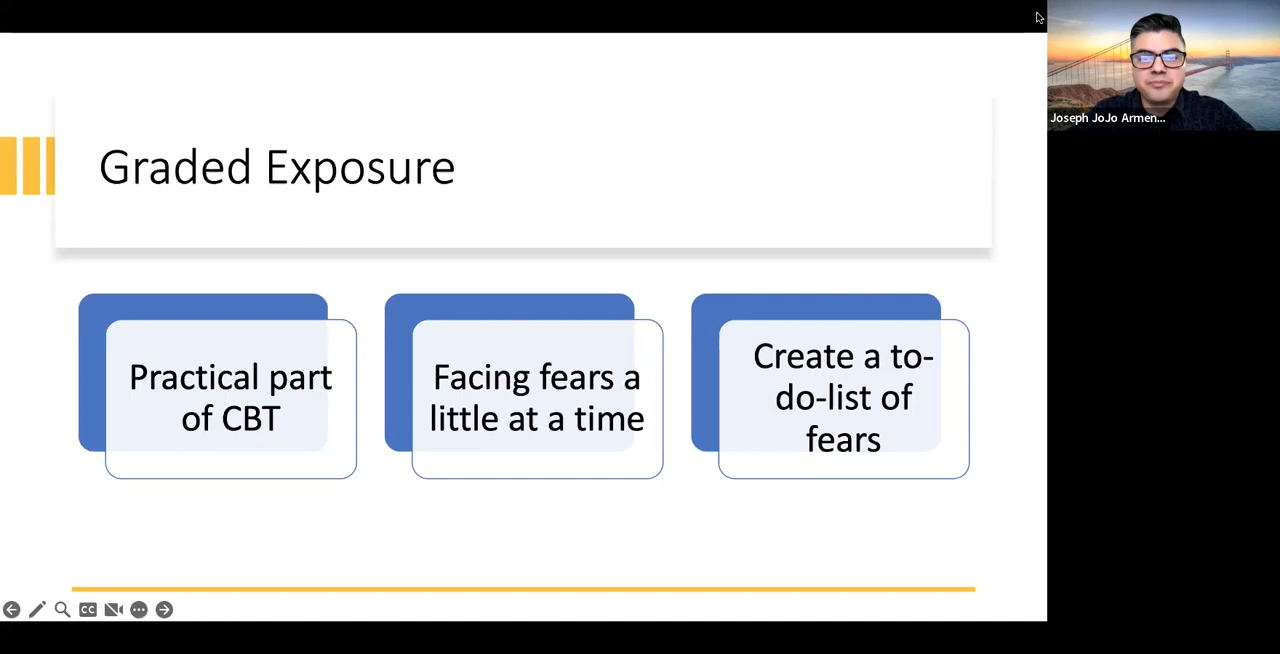 Joseph JoJo Armen...
Graded Exposure
Practical part
of CBT
Facing fears a
little at a time
Create a to-
do-list of
fears
CC